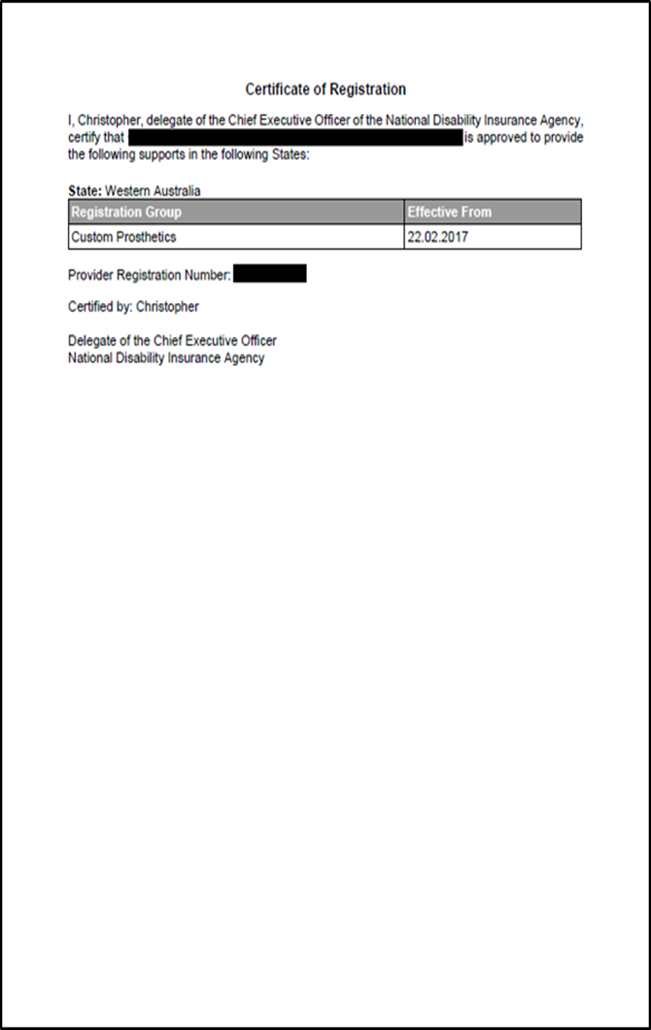 Certificate of Registration
I, Christopher, delegate of the Chief Executive Officer of the National Disability Insurance Agency,
certify that is approved to provide
the following supports in the following States:
State: Western Australia
Registration Group Effective From
Custom Prosthetics 22.02.2017
Provider Registration Number:
Certified by: Christopher
Delegate of the Chief Executive Officer
National Disability Insurance Agency